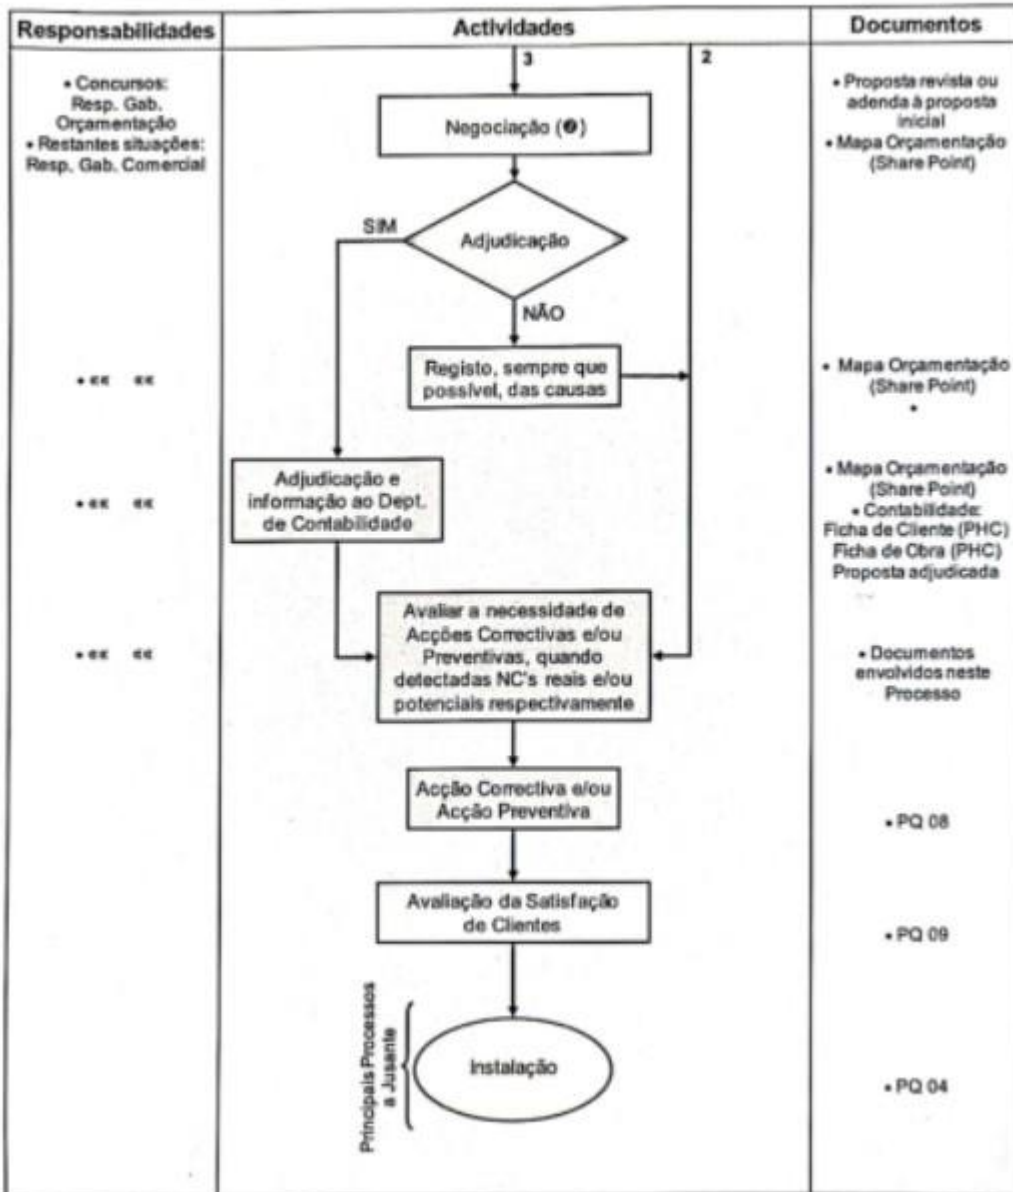 Responsabilidades
Actividades
Documentos
3
2
• Concursos:
Resp. Gab.
Orçamentação
• Restantes situações:
Resp. Gab. Comercial
Negociação (❷)
• Proposta revista ou
adenda à proposta
inicial
• Mapa Orçamentação
(Share Point)
SIM
Adjudicação
NÃO
• «« ««
Registo, sempre que
possível, das causas
• Mapa Orçamentação
(Share Point)
•
• «« ««
Adjudicação e
informação ao Dept.
de Contabilidade
• Mapa Orçamentação
(Share Point)
• Contabilidade:
Ficha de Cliente (PHC)
Ficha de Obra (PHC)
Proposta adjudicada
• «« ««
Avaliar a necessidade de
Acções Correctivas e/ou
Preventivas, quando
detectadas NC's reais e/ou
potenciais respectivamente
• Documentos
envolvidos neste
Processo
Acção Correctiva e/ou
Acção Preventiva
• PQ 08
Avaliação da Satisfação
de Clientes
• PQ 09
Principais Processos
a Jusante
Instalação
• PQ 04